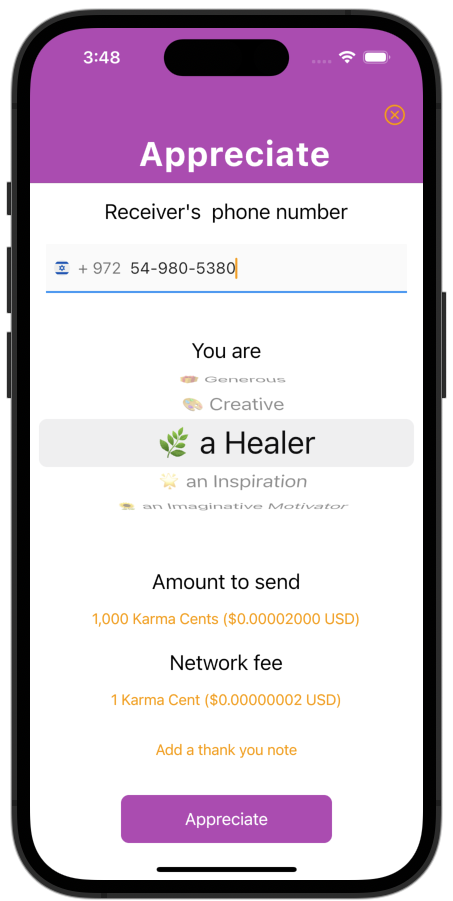 3:48
Appreciate
Receiver's  phone number
+ 972 54-980-5380
You are
Generous
Creative
a Healer
an Inspiration
an Imaginative Motivator
Amount to send
1,000 Karma Cents ($0.00002000 USD)
Network fee
1 Karma Cent ($0.00000002 USD)
Add a thank you note
Appreciate